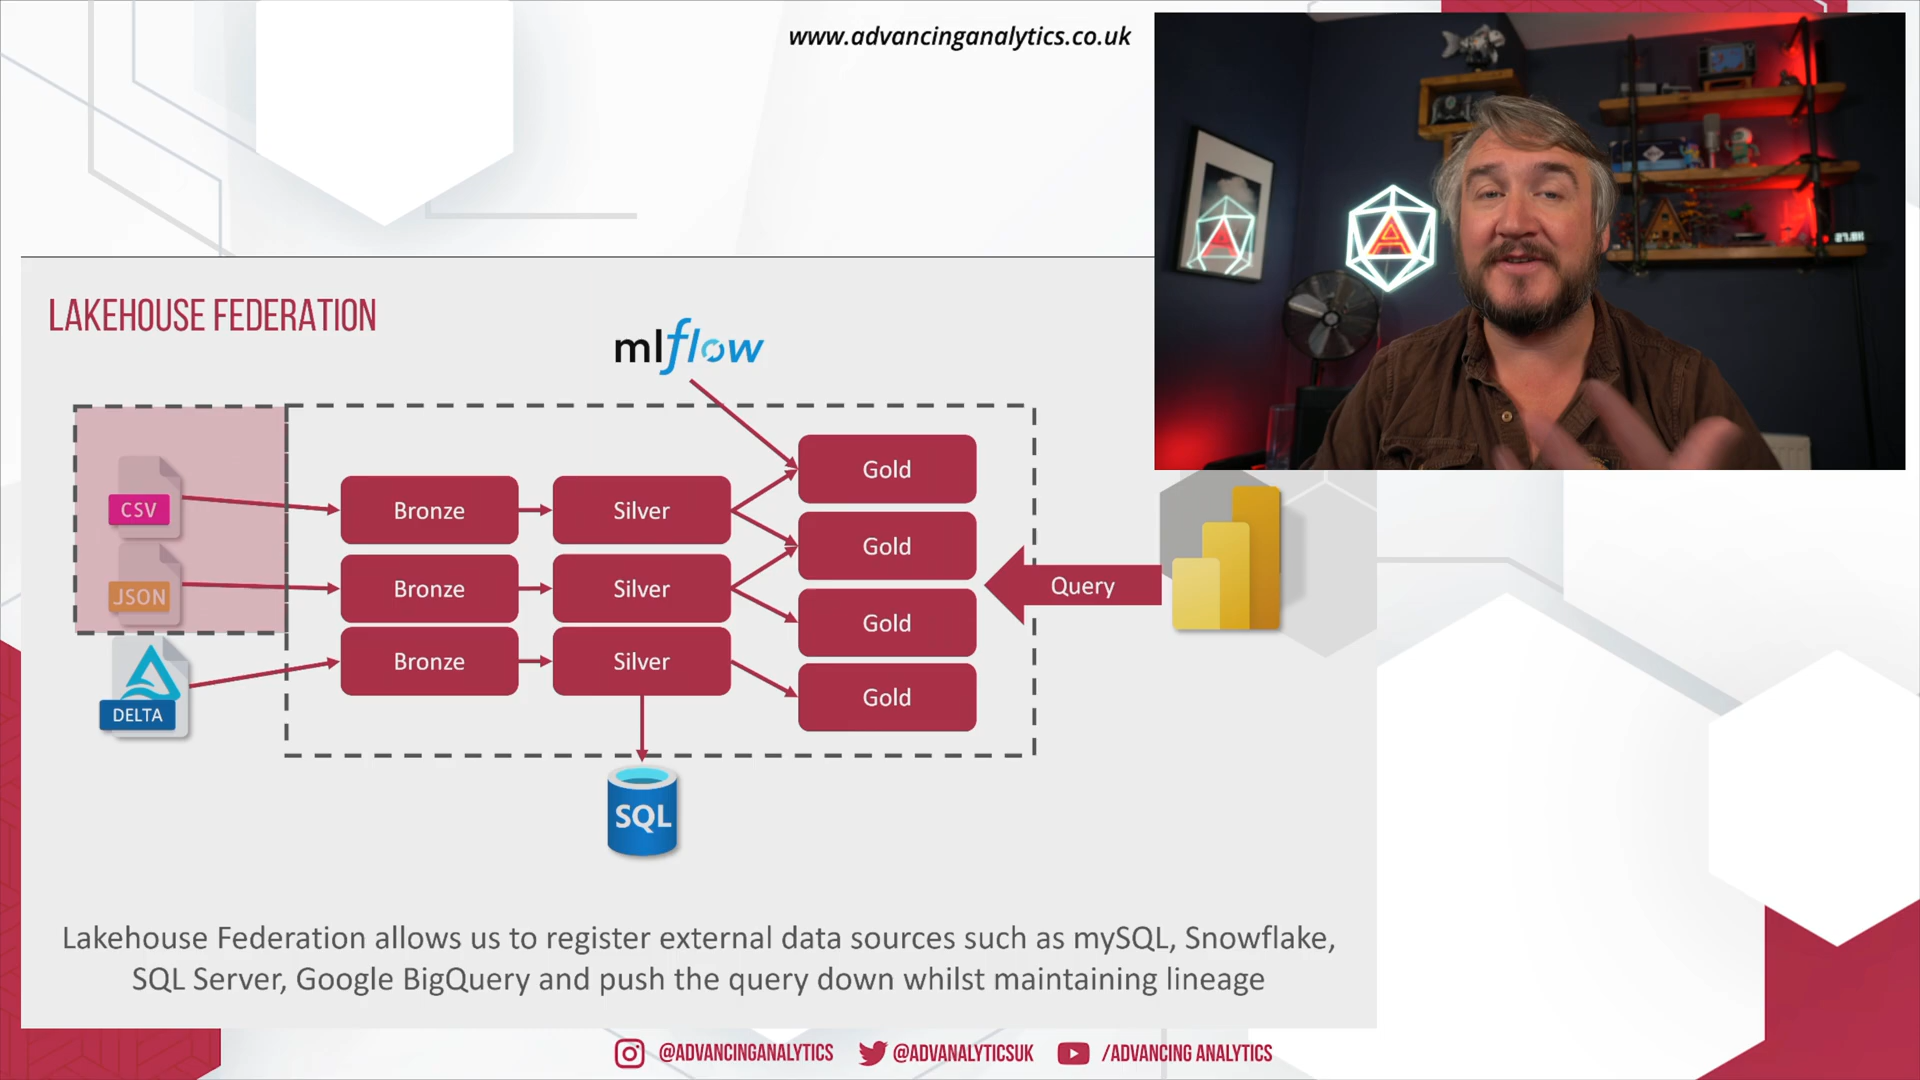 www.advancinganalytics.co.uk
LAKEHOUSE FEDERATION
mlflow
CSV
JSON
DELTA
Bronze
Silver
Gold
Bronze
Silver
Gold
Bronze
Silver
Gold
Gold
Query
SQL
Lakehouse Federation allows us to register external data sources such as mySQL, Snowflake,
SQL Server, Google BigQuery and push the query down whilst maintaining lineage
@ADVANCINGANALYTICS
@ADVANALYTICSUK
/ADVANCING ANALYTICS